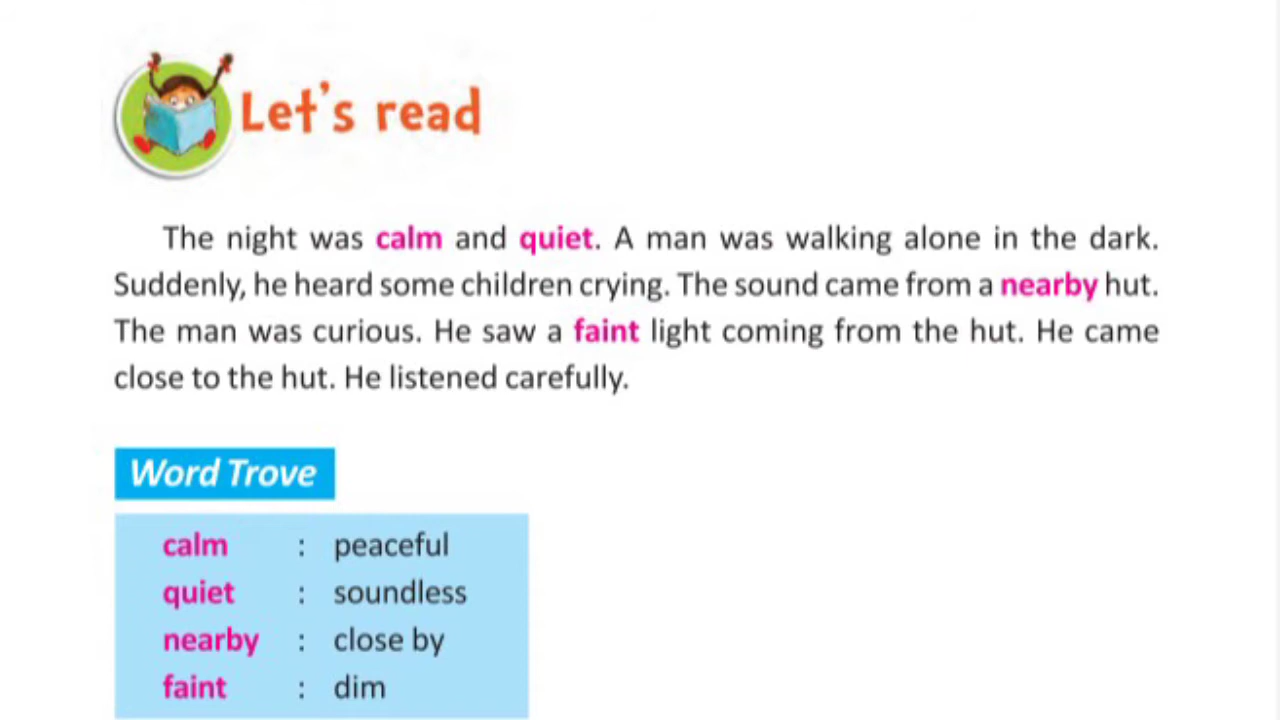 Let's read
The night was calm and quiet. A man was walking alone in the dark.
Suddenly, he heard some children crying. The sound came from a nearby hut.
The man was curious. He saw a faint light coming from the hut. He came
close to the hut. He listened carefully.
Word Trove
calm : peaceful
quiet : soundless
nearby : close by
faint : dim